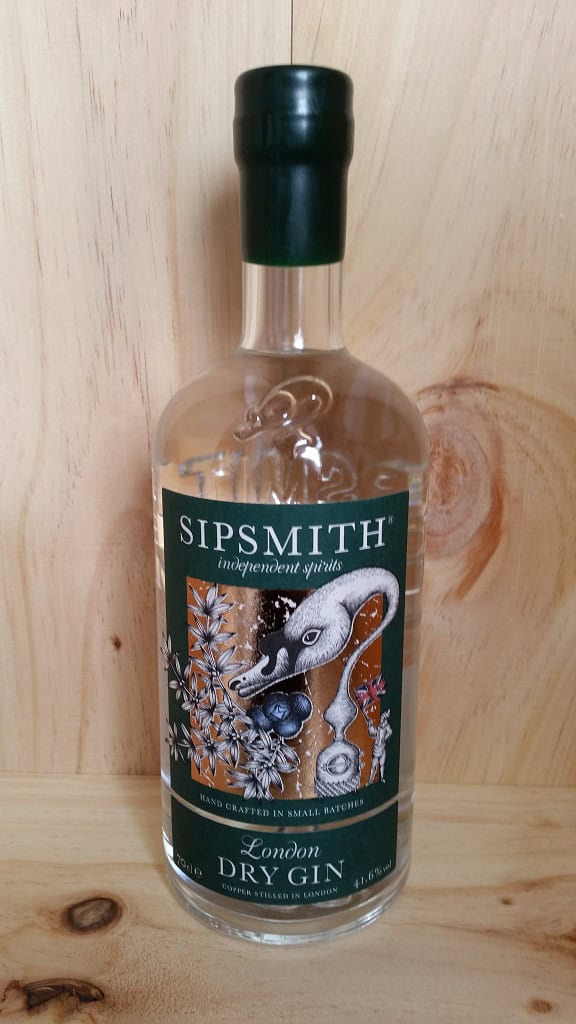 SIPSMITH®
independent spirits
HAND CRAFTED IN SMALL BATCHES
London
DRY GIN
70cl e 41,6% vol
COPPER STILLED IN LONDON